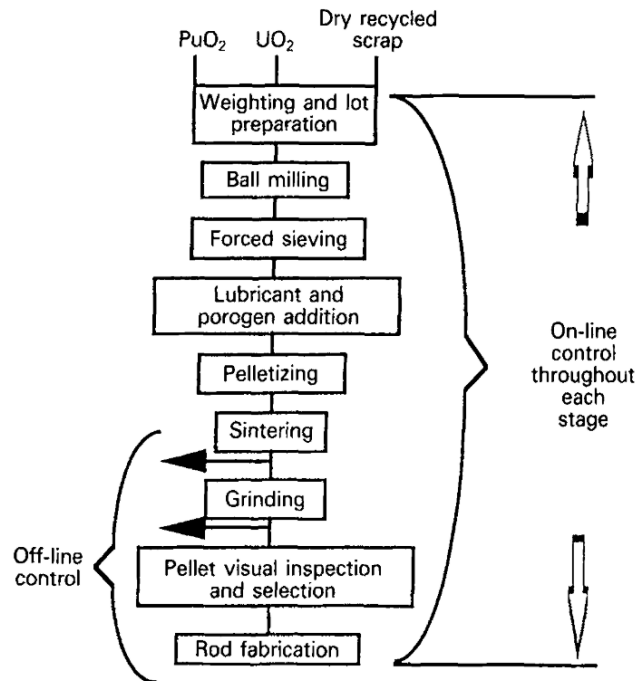 Dry recycled
scrap
PuO₂ UO₂
Weighting and lot
preparation
Ball milling
Forced sieving
Lubricant and
porogen addition
Pelletizing
Sintering
Grinding
Pellet visual inspection
and selection
Rod fabrication
Off-line
control
On-line
control
throughout
each
stage